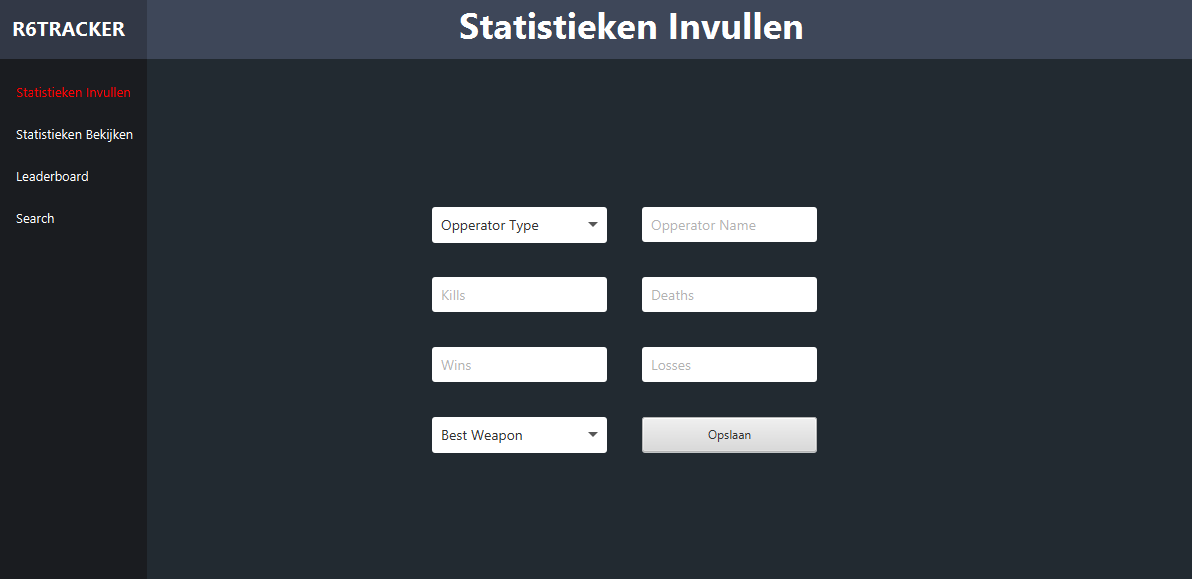 R6TRACKER
Statistieken Invullen
Statistieken Invullen
Statistieken Bekijken
Leaderboard
Search
Opperator Type
Opperator Name
Kills
Deaths
Wins
Losses
Best Weapon
Opslaan